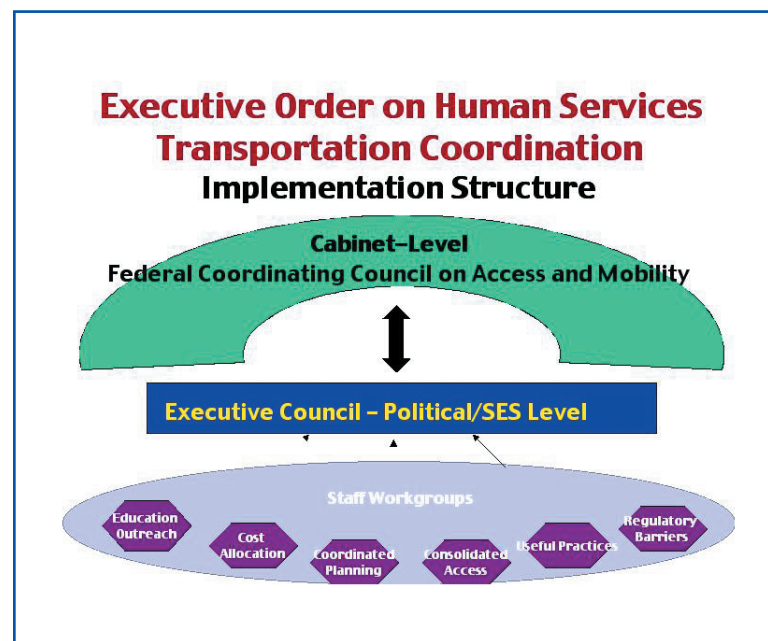 Executive Order on Human Services
Transportation Coordination
Implementation Structure
Cabinet-Level
Federal Coordinating Council on Access and Mobility
Executive Council - Political/SES Level
Staff Workgroups
Education
Outreach
Cost
Allocation
Coordinated
Planning
Consolidated
Access
Useful Practices
Regulatory
Barriers